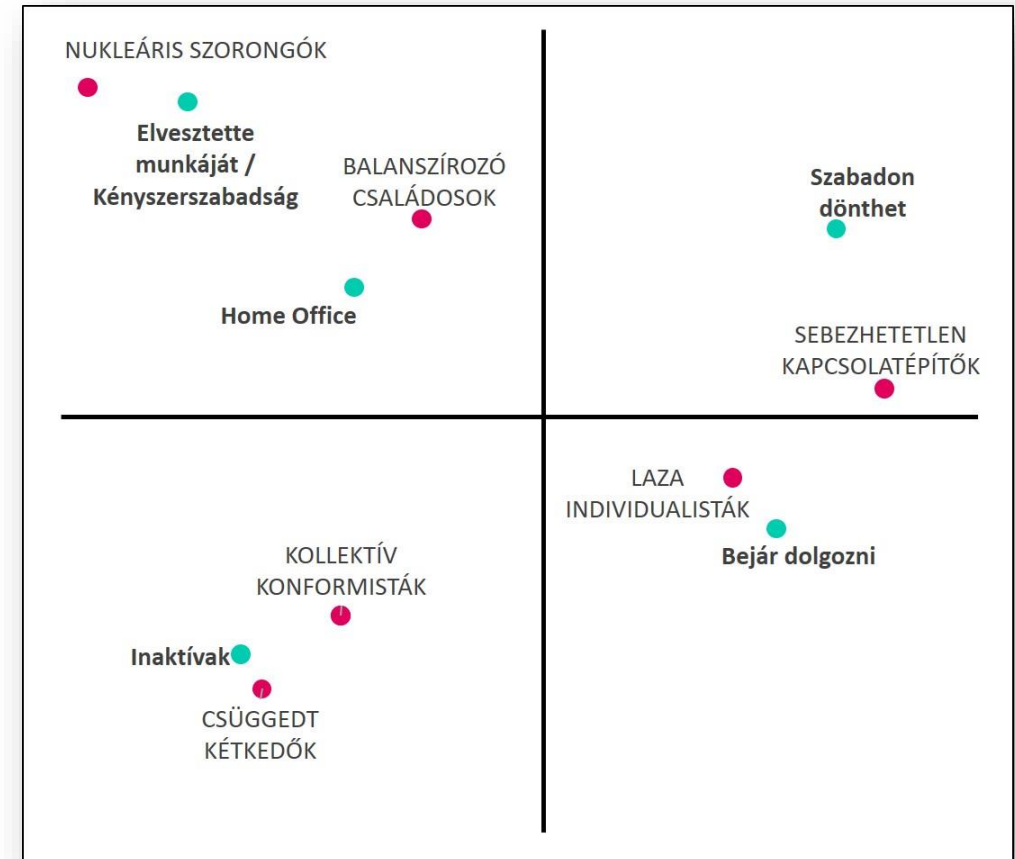 NUKLEÁRIS SZORONGÓK
Elvesztette
munkáját /
Kényszerszabadság
BALANSZÍROZÓ
CSALÁDOSOK
Szabadon
dönthet
Home Office
SEBEZHETETLEN
KAPCSOLATÉPÍTŐK
LAZA
INDIVIDUALISTÁK
Bejár dolgozni
KOLLEKTÍV
KONFORMISTÁK
Inaktívak
CSÜGGEDT
KÉTKEDŐK